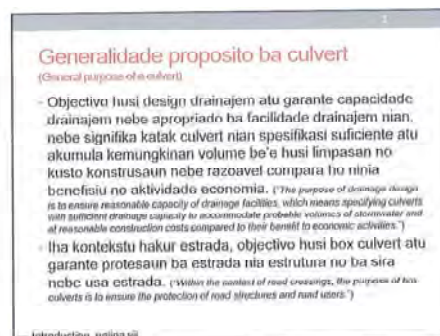 1
Generalidade proposito ba culvert
(General purpose of a culvert)
- Objectivo husi design drainajem atu garante capacidade
drainajem nebe apropriado ba facilidade drainajem nian,
nebe signifika katak culvert nian spesifikasi suficiente atu
akumula kemungkinan volume be'e husi limpasan no
kusto konstrusaun nebe razoavel compara ho ninia
benefisiu no aktividade economia. ("The purpose of drainage design
is to ensure reasonable capacity of drainage facilities, which means specifying culverts
with sufficient drainage capacity to accommodate probable volumes of stormwater and
at reasonable construction costs compared to their benefit to economic activities.")
- Iha kontekstu hakur estrada, objectivo husi box culvert atu
garante protesaun ba estrada nia estrutura no ba sira
nebe usa estrada. ("Within the context of road crossings, the purpose of box
culverts is to ensure the protection of road structures and road users.")
Introduction, pajina vii